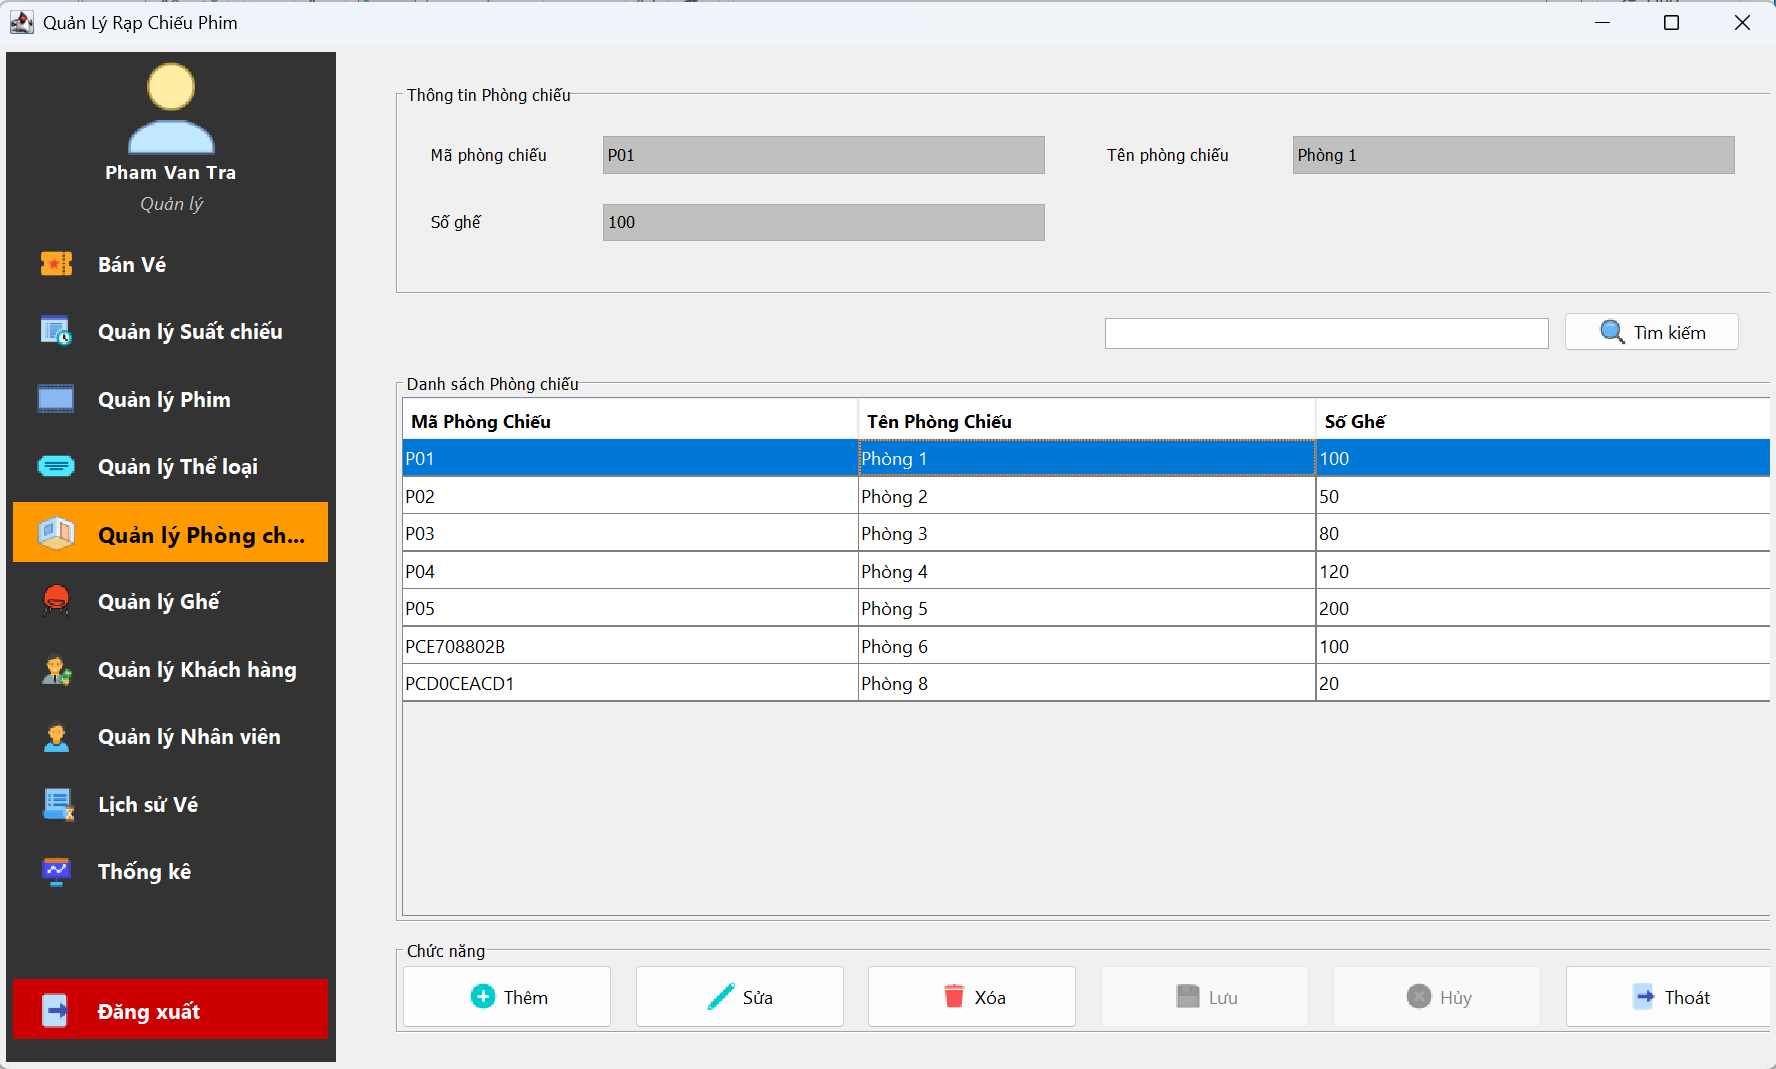 Quản Lý Rạp Chiếu Phim
Pham Van Tra
Quản lý
Bán Vé
Quản lý Suất chiếu
Quản lý Phim
Quản lý Thể loại
Quản lý Phòng ch...
Quản lý Ghế
Quản lý Khách hàng
Quản lý Nhân viên
Lịch sử Vé
Thống kê
Đăng xuất
Thông tin Phòng chiếu
Mã phòng chiếu P01 Tên phòng chiếu Phòng 1
Số ghế 100
Tìm kiếm
Danh sách Phòng chiếu
Mã Phòng Chiếu Tên Phòng Chiếu Số Ghế
P01 Phòng 1 100
P02 Phòng 2 50
P03 Phòng 3 80
P04 Phòng 4 120
P05 Phòng 5 200
PCE708802B Phòng 6 100
PCD0CEACD1 Phòng 8 20
Chức năng
Thêm Sửa Xóa Lưu Hủy Thoát